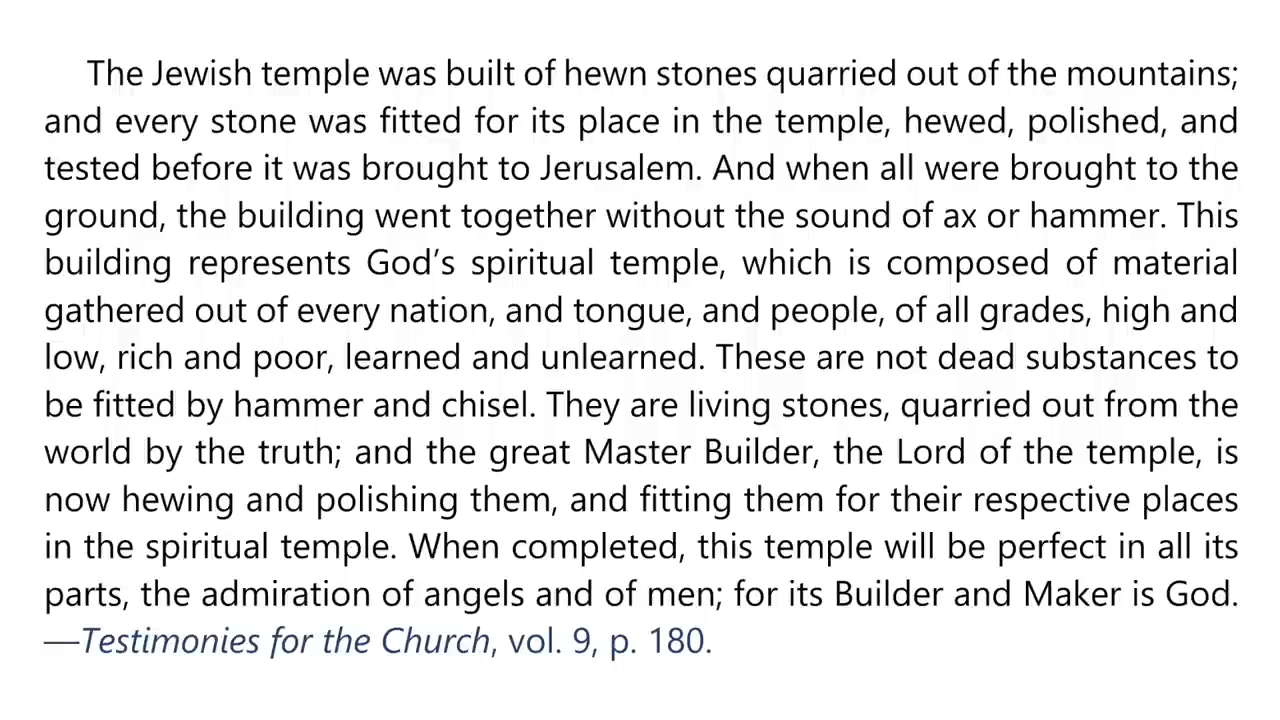 The Jewish temple was built of hewn stones quarried out of the mountains;
and every stone was fitted for its place in the temple, hewed, polished, and
tested before it was brought to Jerusalem. And when all were brought to the
ground, the building went together without the sound of ax or hammer. This
building represents God’s spiritual temple, which is composed of material
gathered out of every nation, and tongue, and people, of all grades, high and
low, rich and poor, learned and unlearned. These are not dead substances to
be fitted by hammer and chisel. They are living stones, quarried out from the
world by the truth; and the great Master Builder, the Lord of the temple, is
now hewing and polishing them, and fitting them for their respective places
in the spiritual temple. When completed, this temple will be perfect in all its
parts, the admiration of angels and of men; for its Builder and Maker is God.
—Testimonies for the Church, vol. 9, p. 180.